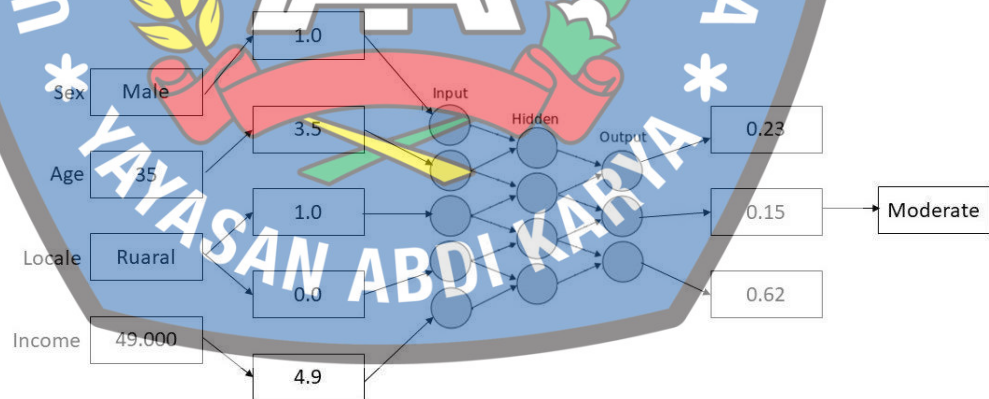 1.0
Sex Male
Input
Hidden
3.5
Output
0.23
Age 35
1.0
0.15
Moderate
Locale Ruaral
0.0
0.62
Income 49.000
4.9
YAYASAN ABDI KARYA
U
A